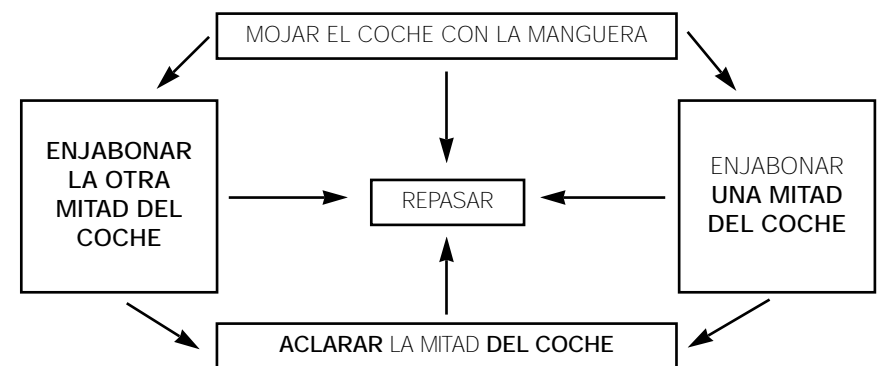 MOJAR EL COCHE CON LA MANGUERA
ENJABONAR
LA OTRA
MITAD DEL
COCHE
REPASAR
ENJABONAR
UNA MITAD
DEL COCHE
ACLARAR LA MITAD DEL COCHE